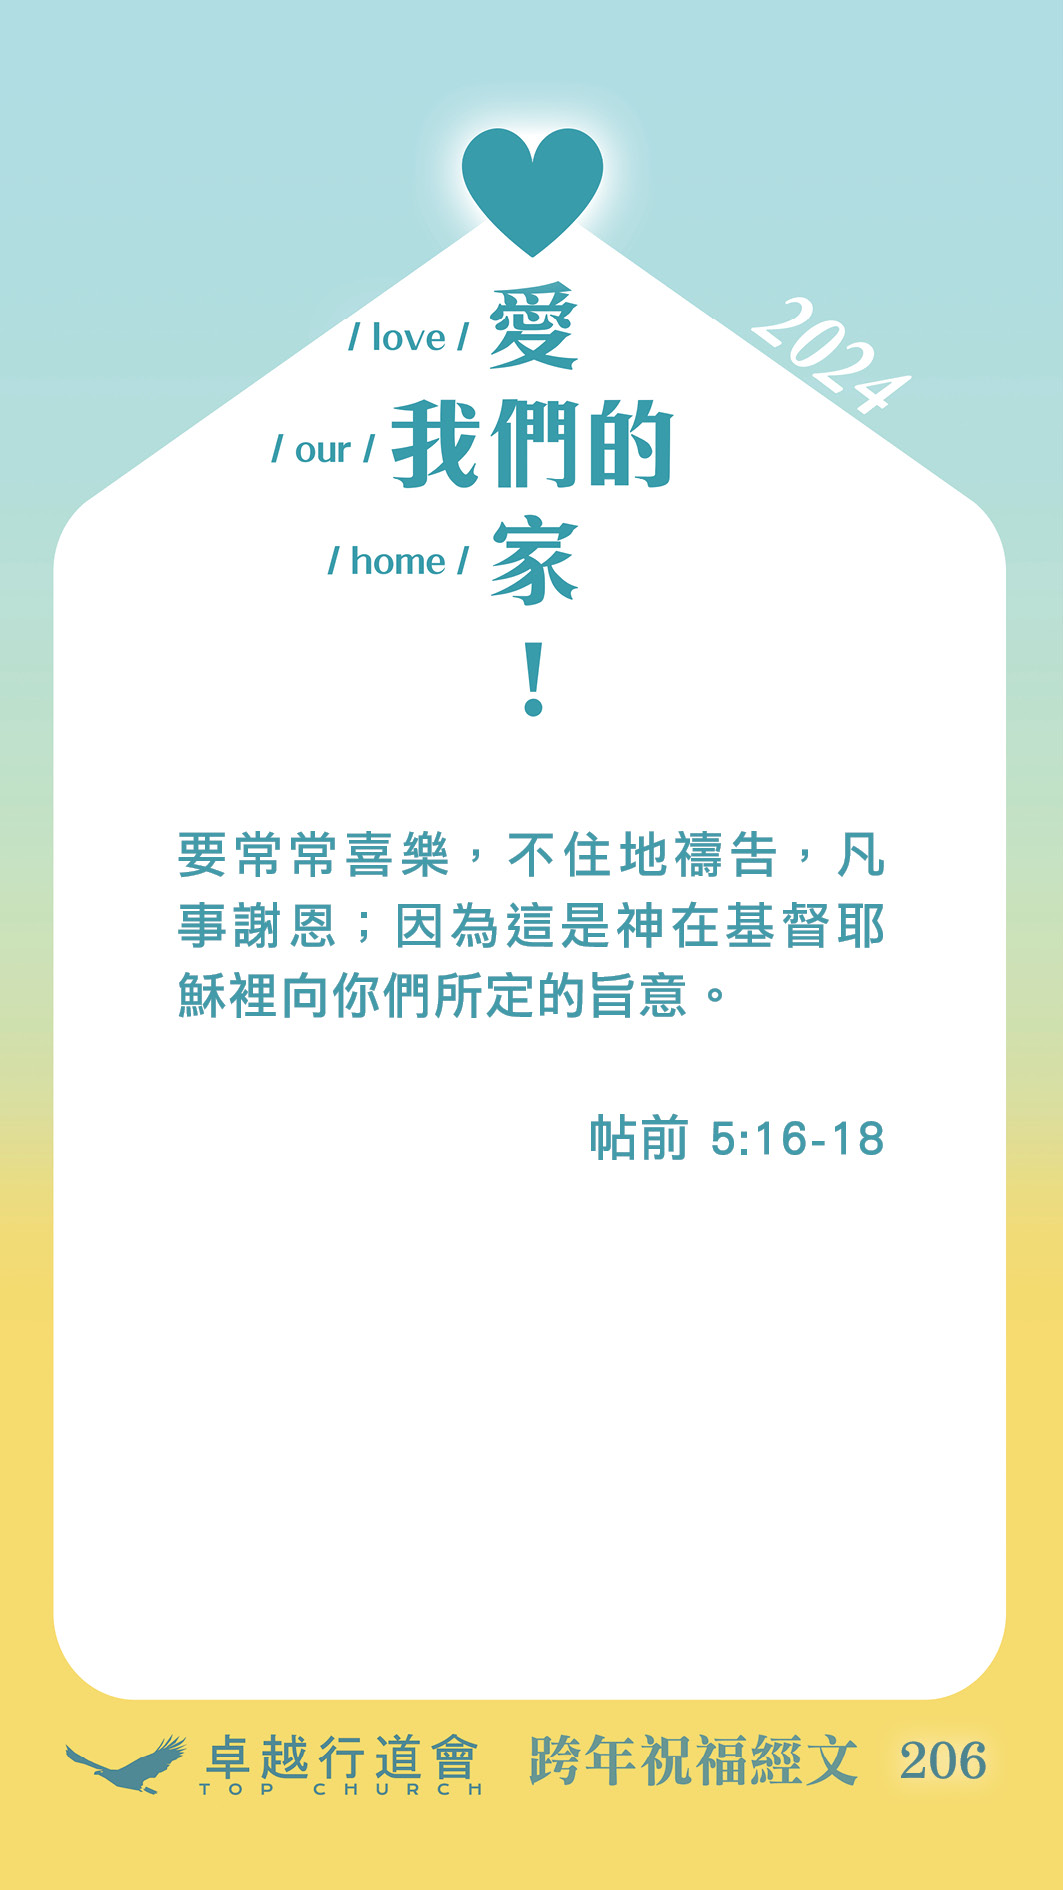 2024
/ love / 愛
/ our / 我們的
/ home / 家
！
要常常喜樂，不住地禱告，凡
事謝恩；因為這是神在基督耶
穌裡向你們所定的旨意。
帖前 5:16-18
卓越行道會 跨年祝福經文 206
TOP CHURCH